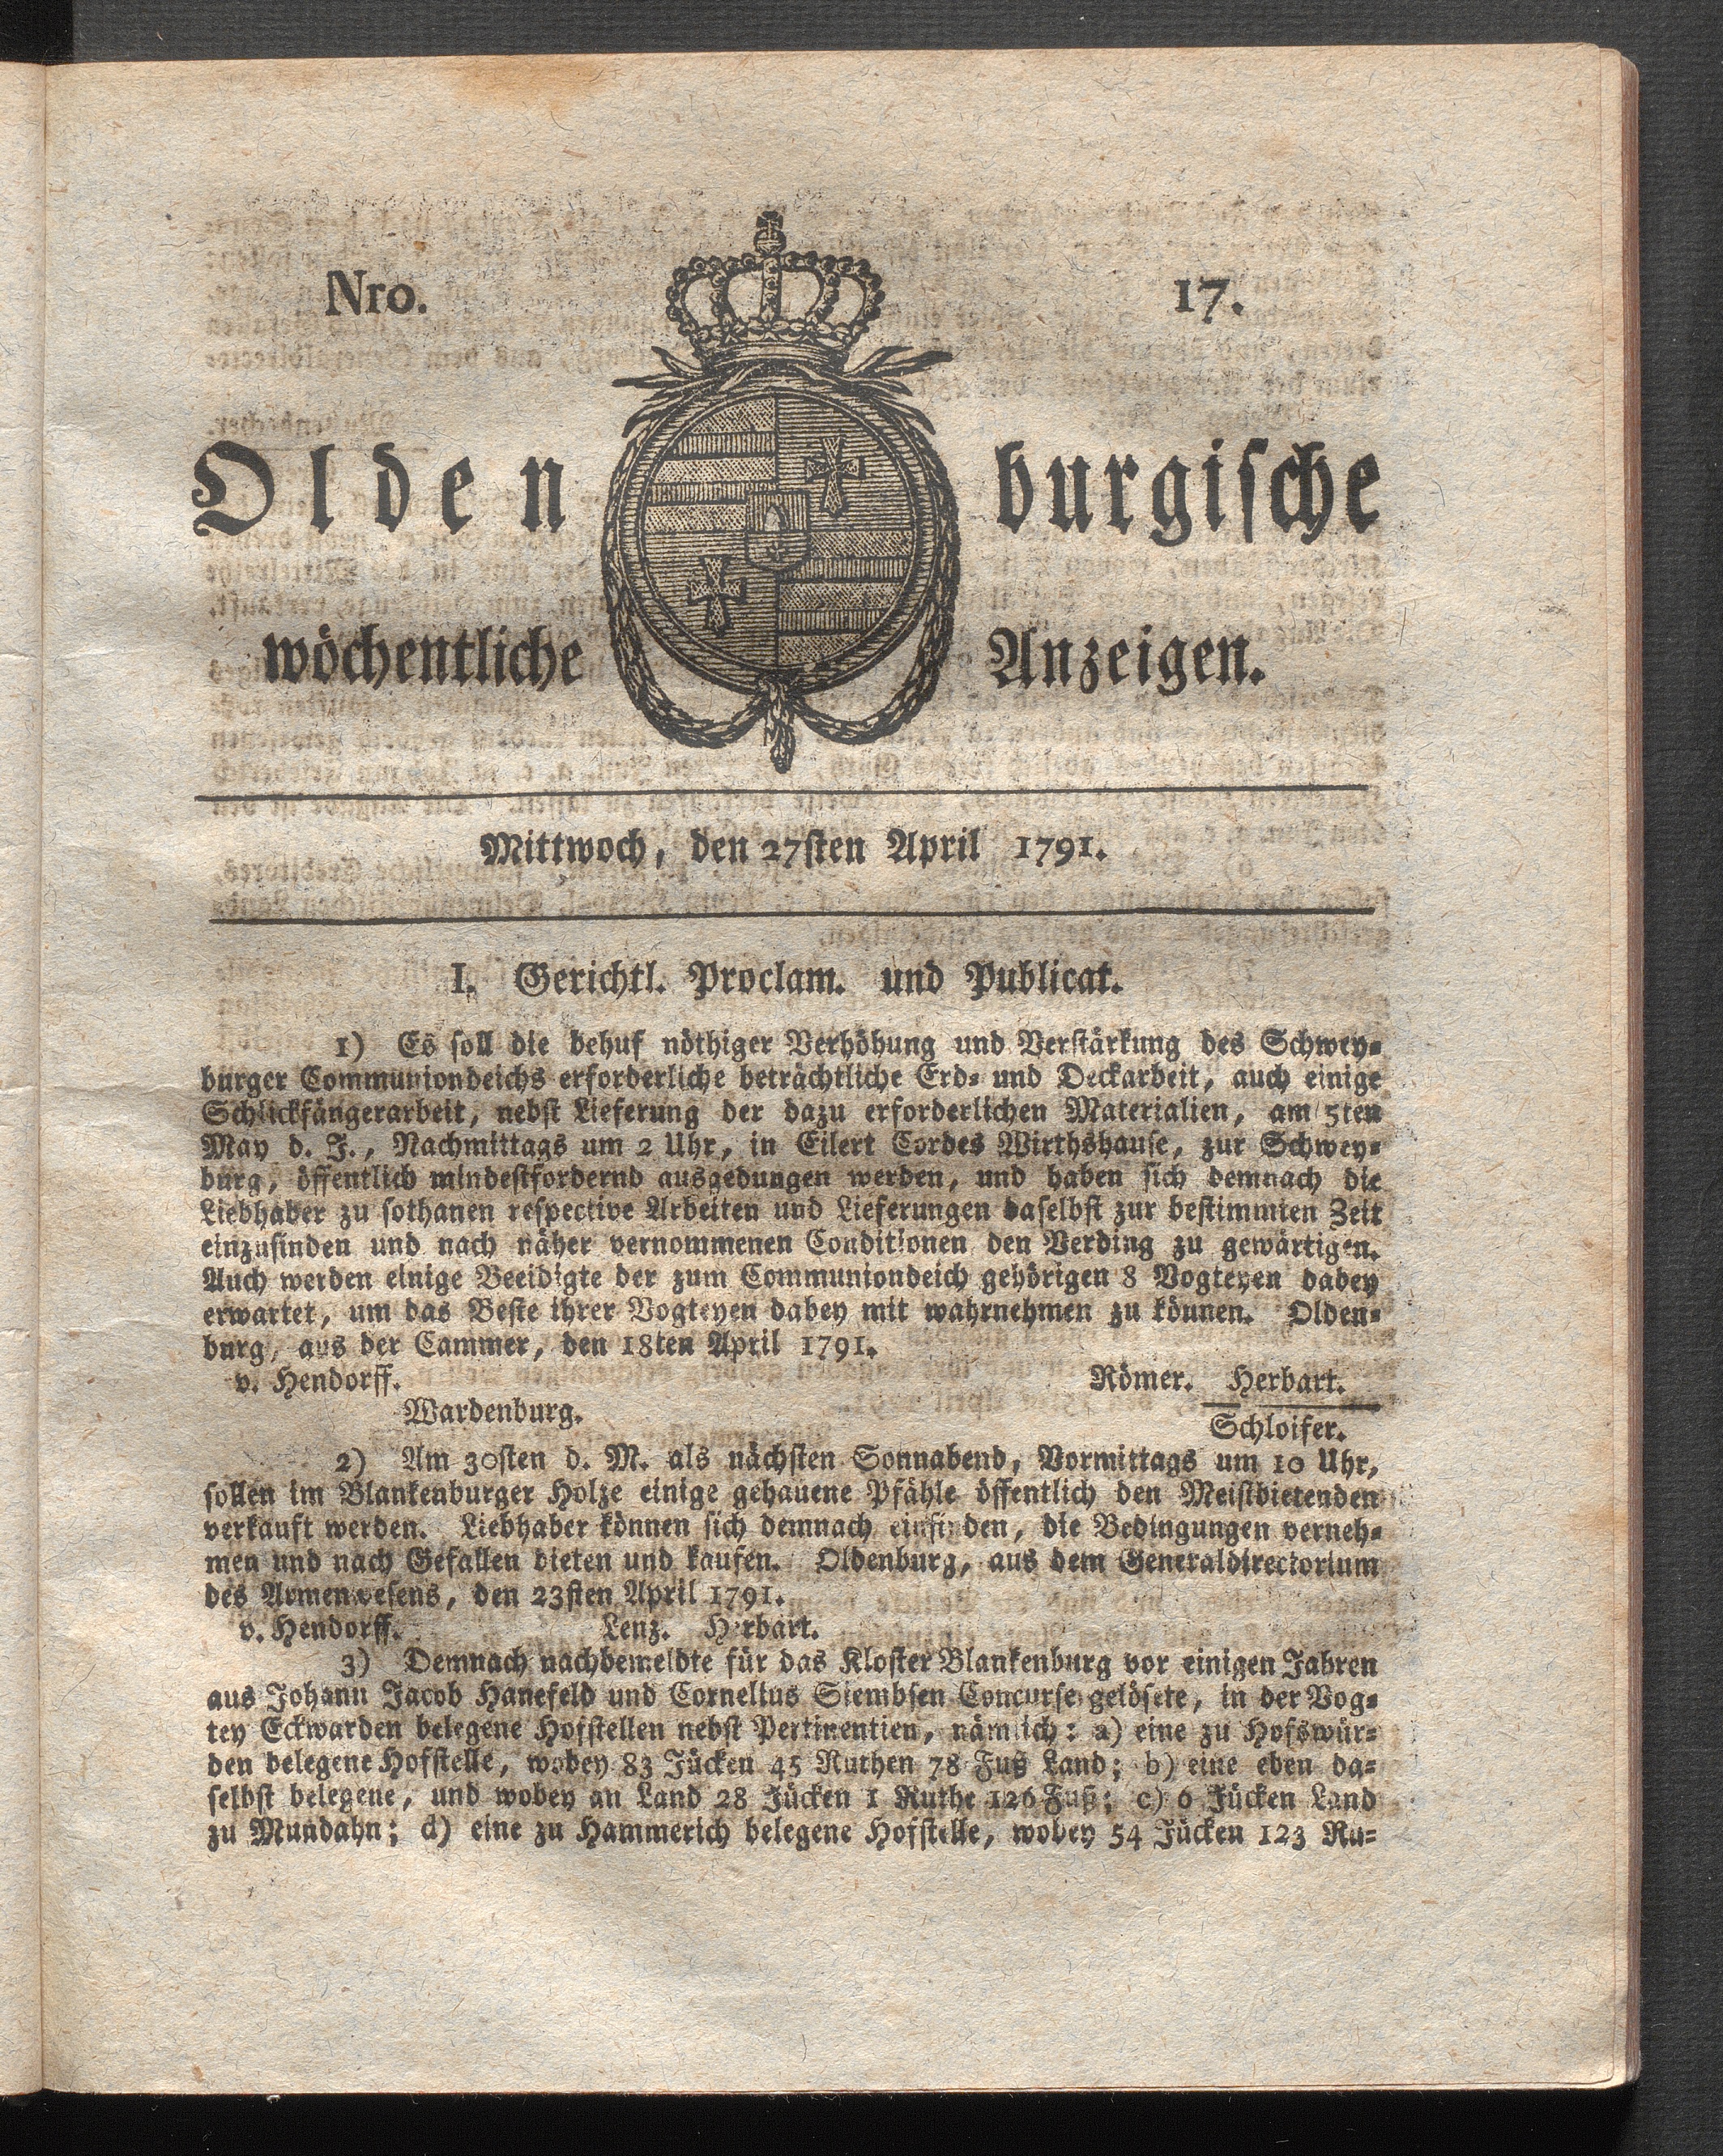 Nro. 17.
Oldenburgische
wöchentliche Anzeigen.
Mittwoch, den 27sten April 1791.
I. Gerichtl. Proclam. und Publicat.
1) Es soll die behuf nöthiger Verhöhung und Verstärkung des Schwey-
burger Communiondeichs erforderliche beträchtliche Erd- und Deckarbeit, auch einige
Schlickfängerarbeit, nebst Lieferung der dazu erforderlichen Materialien, am 5ten
May d. J., Nachmittags um 2 Uhr, in Eilert Cordes Wirthshause, zur Schwey-
burg, öffentlich mindestfordernd ausgedungen werden, und haben sich demnach die
Liebhaber zu sothanen respective Arbeiten und Lieferungen daselbst zur bestimmten Zeit
einzufinden und nach näher vernommenen Conditionen den Verding zu gewärtigen.
Auch werden einige Beeidigte der zum Communiondeich gehörigen 8 Vogteyen dabey
erwartet, um das Beste ihrer Vogteyen dabey mit wahrnehmen zu können. Olden-
burg, aus der Cammer, den 18ten April 1791.
v. Hendorff. Römer. Herbart.
Wardenburg. Schloifer.
2) Am 30sten d. M. als nächsten Sonnabend, Vormittags um 10 Uhr,
sollen im Blankenburger Holze einige gehauene Pfähle öffentlich den Meistbietenden
verkauft werden. Liebhaber können sich demnach einfinden, die Bedingungen verneh-
men und nach Gefallen bieten und kaufen. Oldenburg, aus dem Generaldirectorium
des Armenwesens, den 23sten April 1791.
v. Hendorff. Lenz. Herbart.
3) Demnach nachbemeldte für das Kloster Blankenburg vor einigen Jahren
aus Johann Jacob Hanefeld und Cornelius Siembsen Concurse gelösete, in der Vog-
tey Eckwarden belegene Hofstellen nebst Pertinentien, nämlich: a) eine zu Hofswür-
den belegene Hofstelle, wobey 83 Jücken 45 Ruthen 78 Fuß Land; b) eine eben da-
selbst belegene, und wobey an Land 28 Jücken 1 Ruthe 126 Fuß; c) 6 Jücken Land
zu Mundahn; d) eine zu Hammerich belegene Hofstelle, wobey 54 Jücken 123 Ru-